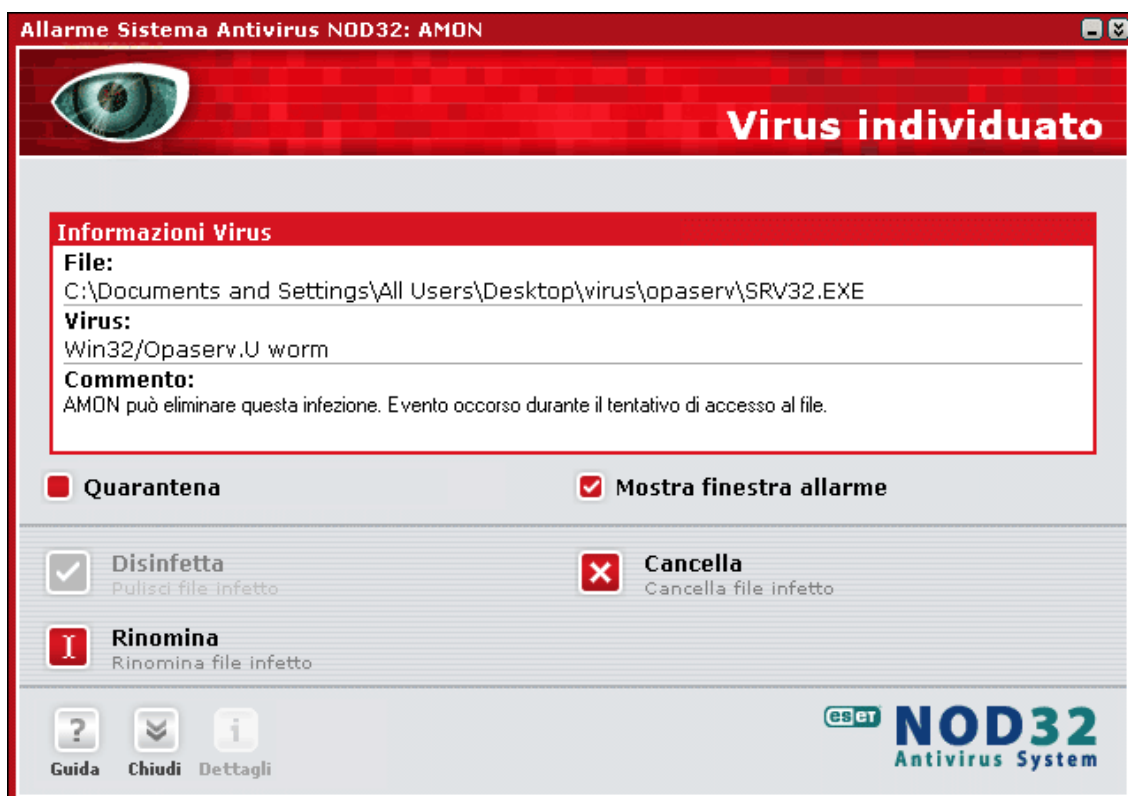 Allarme Sistema Antivirus NOD32: AMON
Virus individuato
Informazioni Virus
File:
C:\Documents and Settings\All Users\Desktop\virus\opaserv\SRV32.EXE
Virus:
Win32/Opaserv.U worm
Commento:
AMON può eliminare questa infezione. Evento occorso durante il tentativo di accesso al file.
Quarantena
Mostra finestra allarme
Disinfetta
Pulisci file infetto
Cancella
Cancella file infetto
Rinomina
Rinomina file infetto
Guida
Chiudi
Dettagli
eset NOD32
Antivirus System